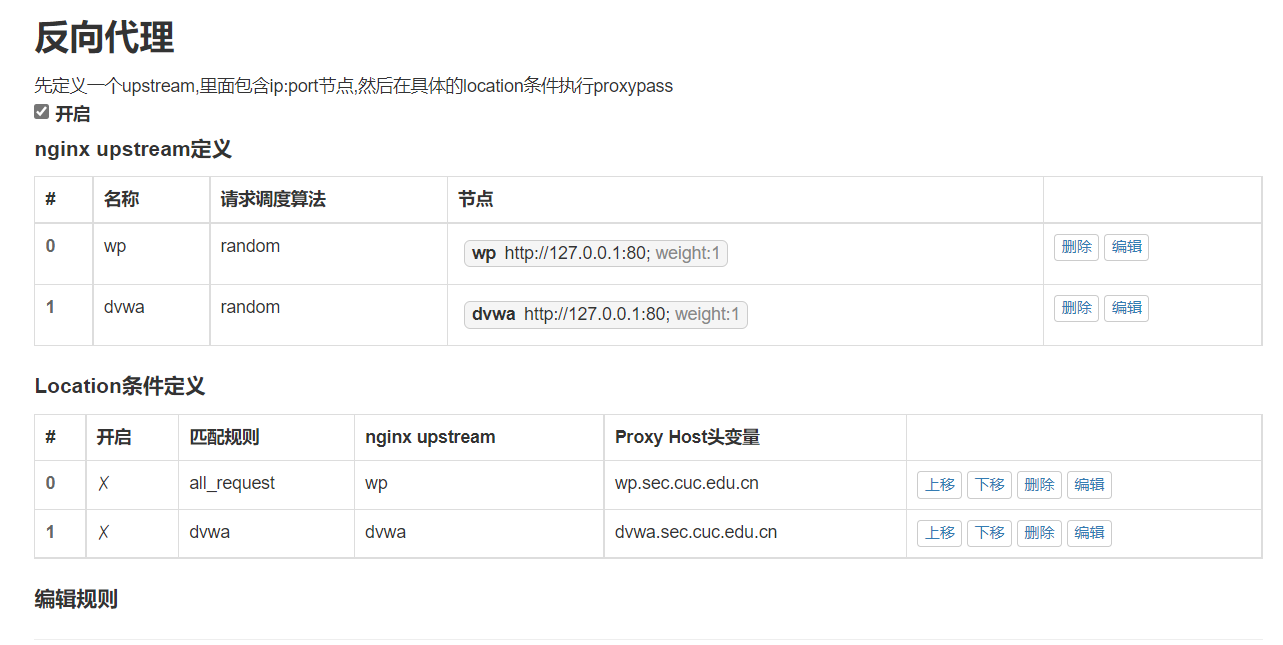 反向代理
先定义一个upstream,里面包含ip:port节点,然后在具体的location条件执行proxypass
开启
nginx upstream定义
# 名称 请求调度算法 节点
0 wp random wp http://127.0.0.1:80; weight:1 删除 编辑
1 dvwa random dvwa http://127.0.0.1:80; weight:1 删除 编辑
Location条件定义
# 开启 匹配规则 nginx upstream Proxy Host头变量
0 ✗ all_request wp wp.sec.cuc.edu.cn 上移 下移 删除 编辑
1 ✗ dvwa dvwa dvwa.sec.cuc.edu.cn 上移 下移 删除 编辑
编辑规则